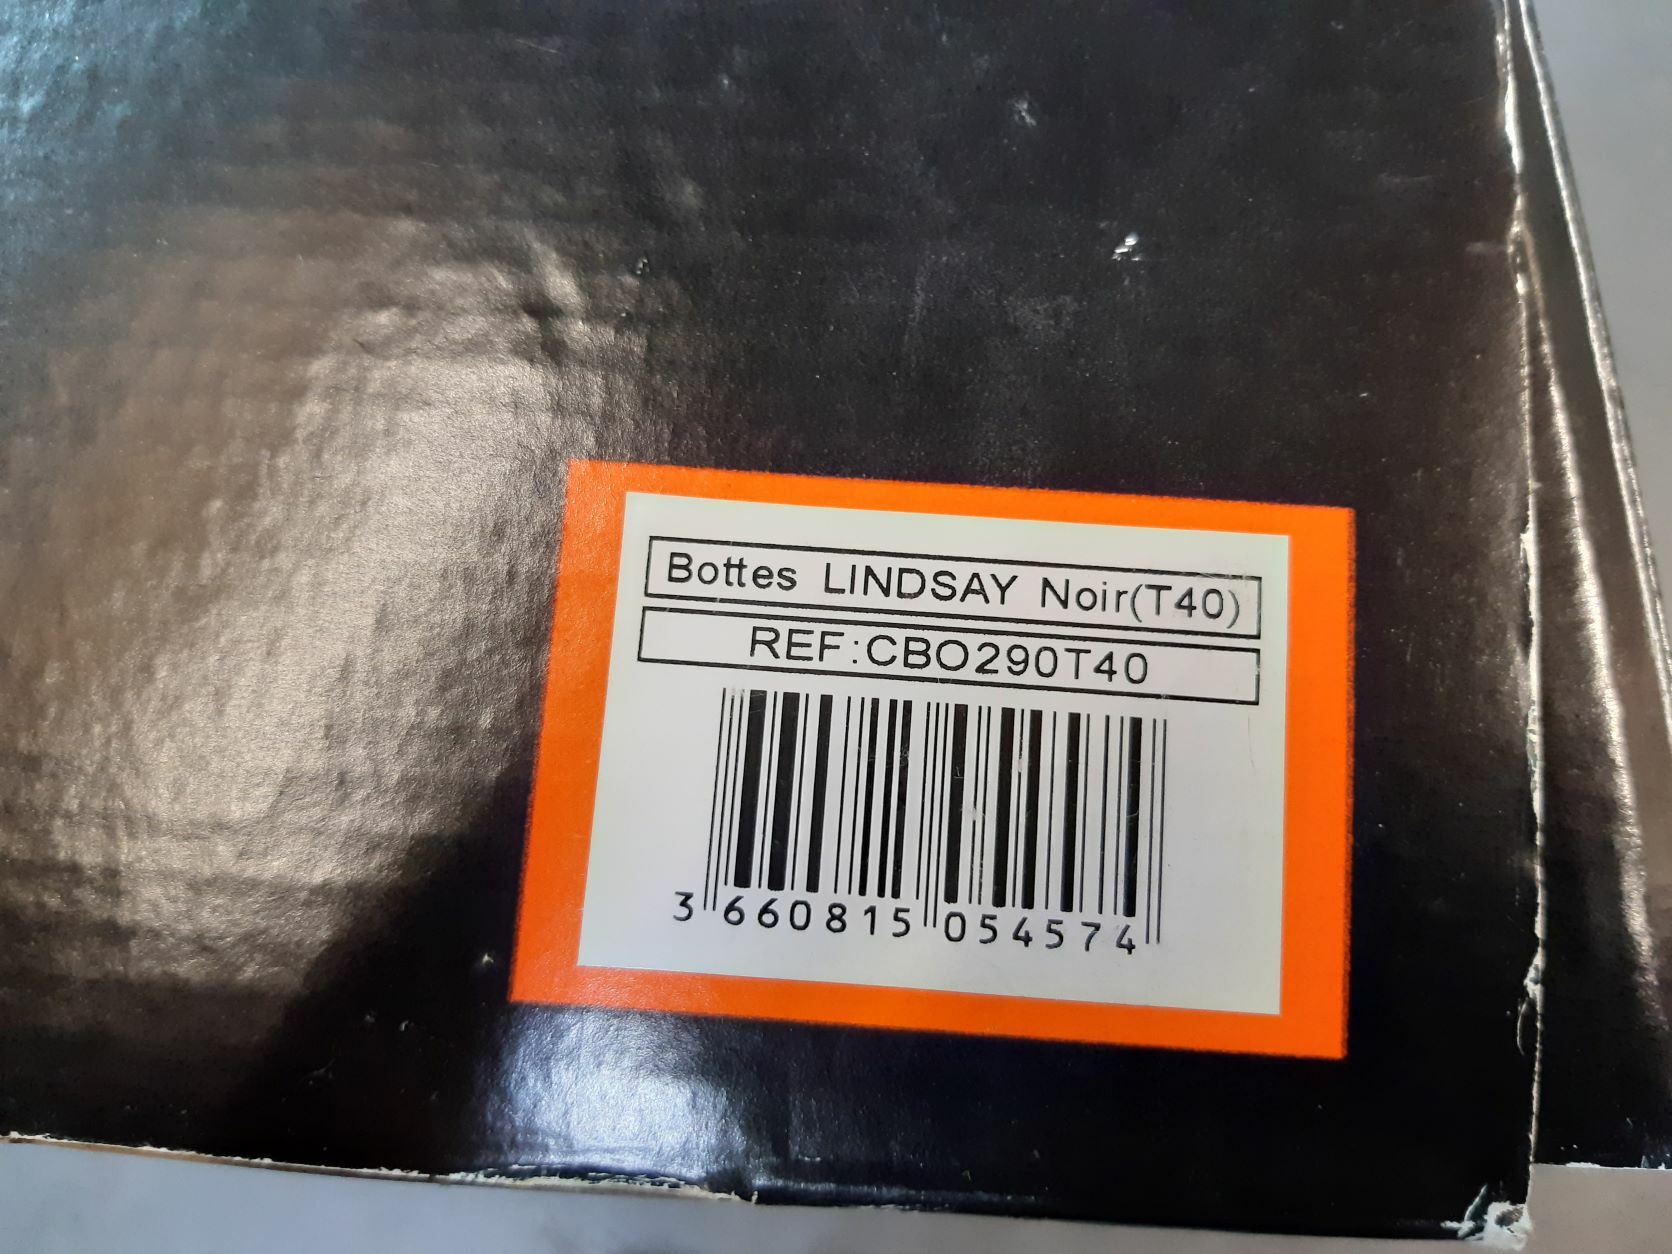 Bottes LINDSAY Noir(T40)
REF:CBO290T40
3 660815 054574